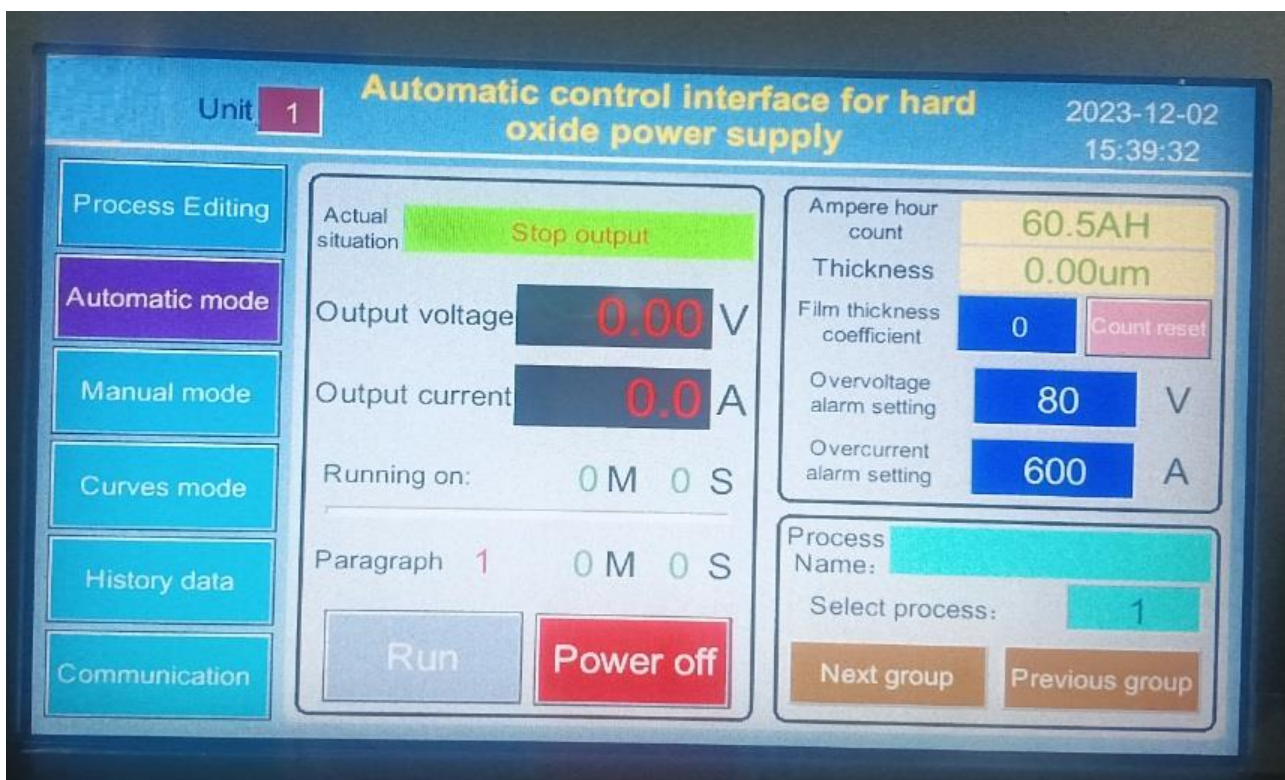 Unit 1
Automatic control interface for hard
oxide power supply
2023-12-02
15:39:32
Process Editing
Automatic mode
Manual mode
Curves mode
History data
Communication
Actual
situation
Stop output
Output voltage 0.00 V
Output current 0.0 A
Running on: 0 M 0 S
Paragraph 1 0 M 0 S
Run
Power off
Ampere hour
count
60.5AH
Thickness 0.00um
Film thickness
coefficient
0
Count reset
Overvoltage
alarm setting
80 V
Overcurrent
alarm setting
600 A
Process
Name:
Select process: 1
Next group
Previous group